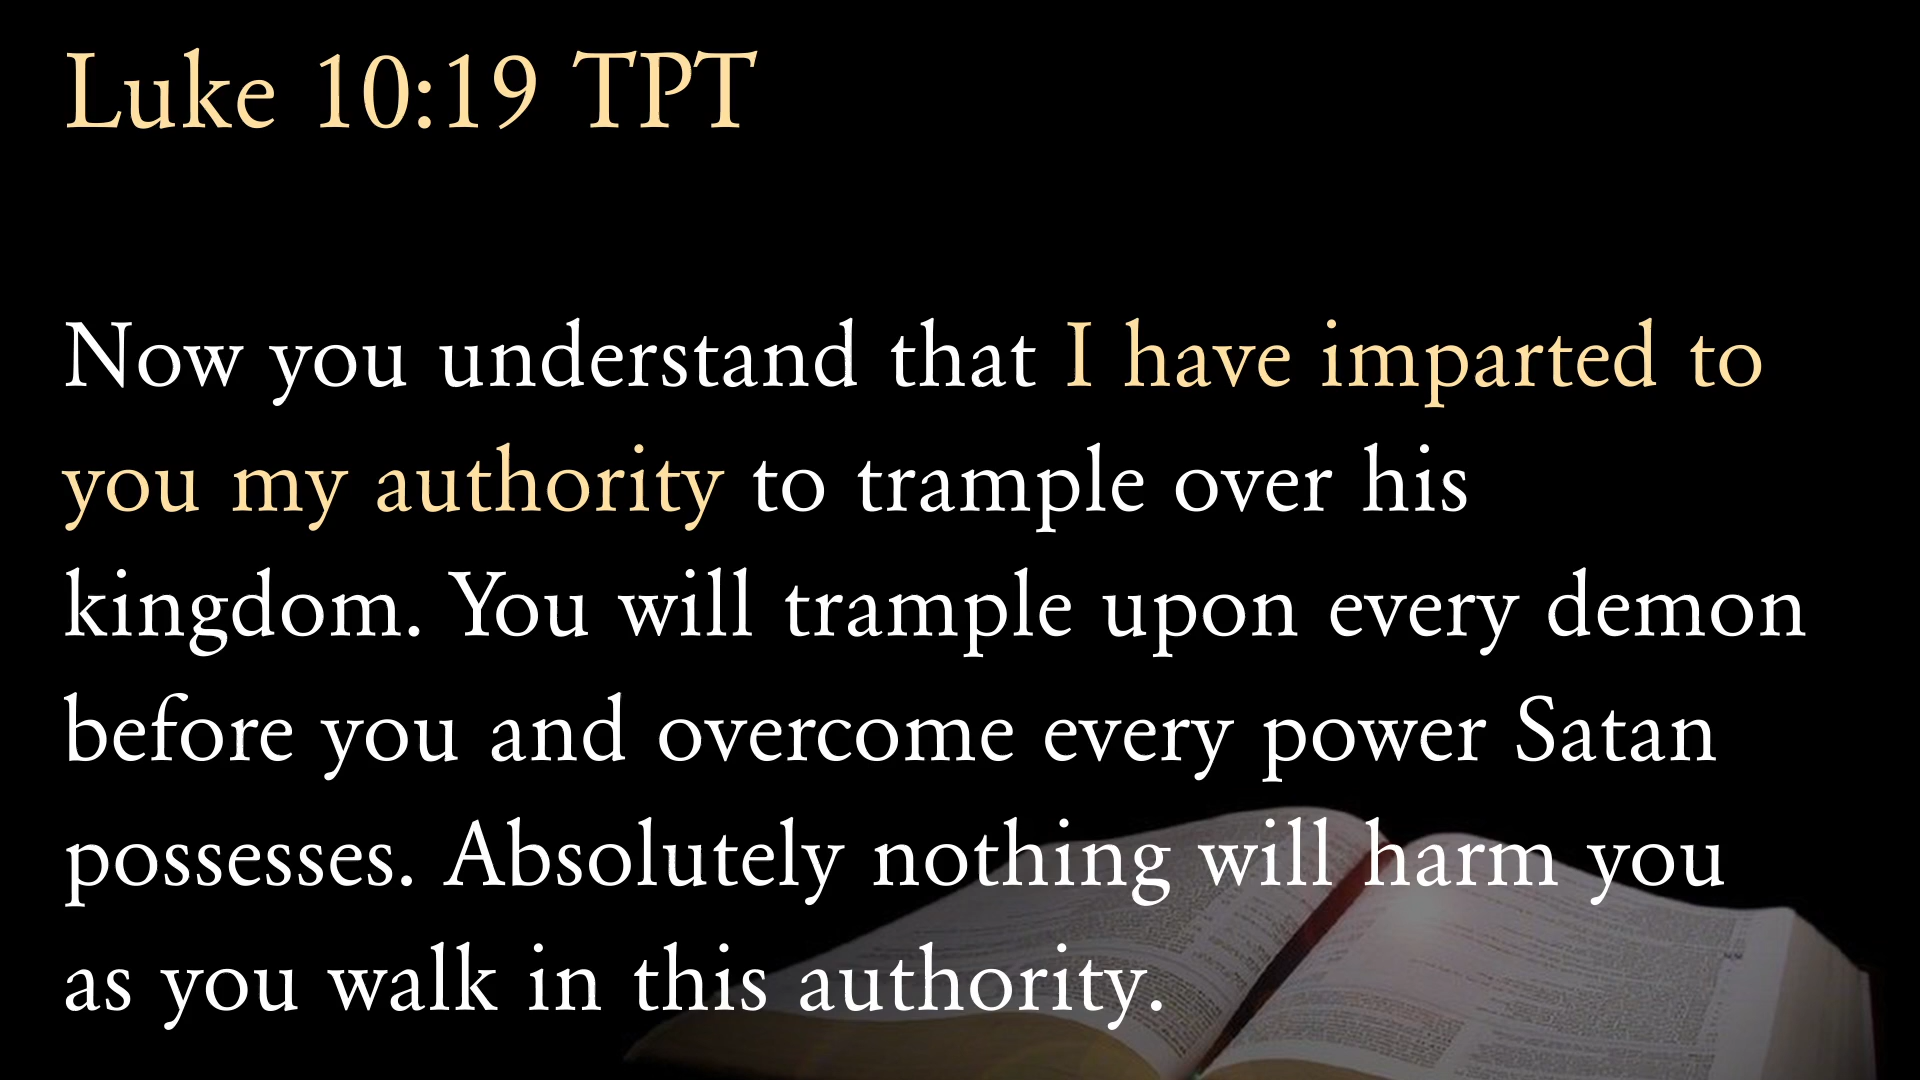 Luke 10:19 TPT
Now you understand that I have imparted to
you my authority to trample over his
kingdom. You will trample upon every demon
before you and overcome every power Satan
possesses. Absolutely nothing will harm you
as you walk in this authority.